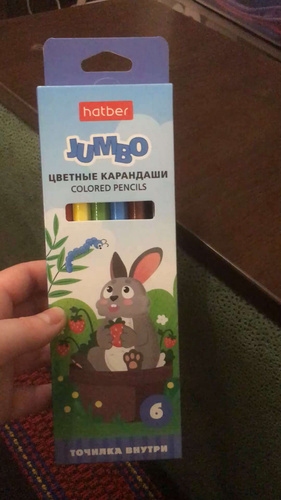 hatber
JUMBO
ЦВЕТНЫЕ КАРАНДАШИ
COLORED PENCILS
6
ТОЧИЛКА ВНУТРИ